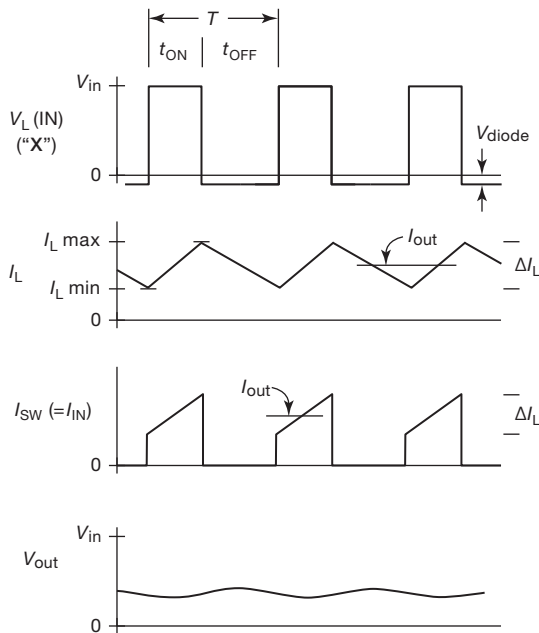 T
tON tOFF
Vin
VL (IN)
("X")
Vdiode
0
IL max
Iout
IL
ΔIL
IL min
0
Iout
ISW (=IIN)
ΔIL
0
Vin
Vout
0